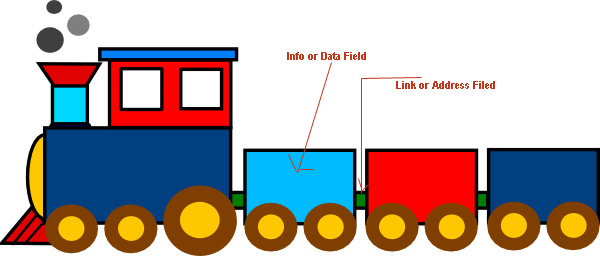 Info or Data Field
Link or Address Filed